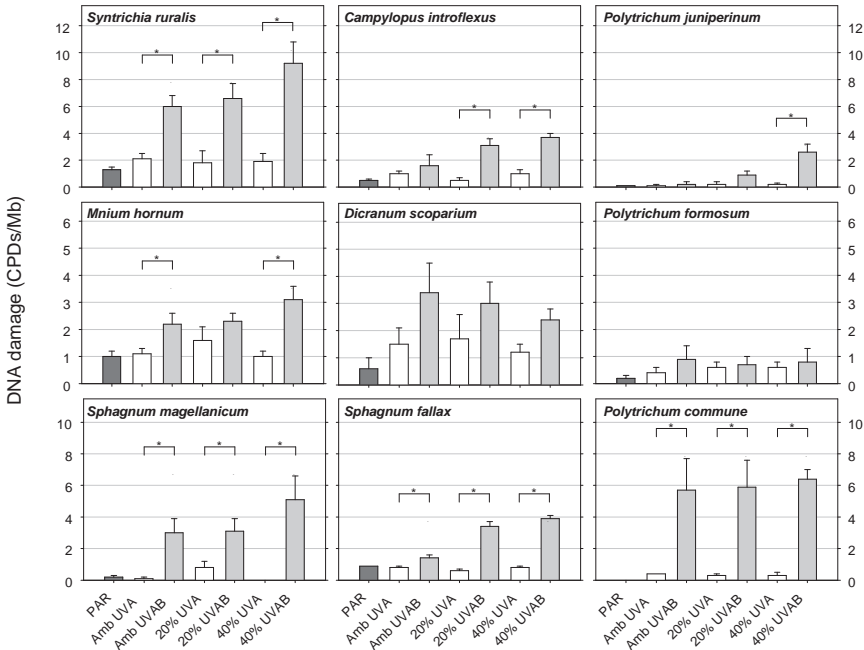 Syntrichia ruralis
Campylopus introflexus
Polytrichum juniperinum
12
10
8
6
4
2
0
* * *
* *
*
12
10
8
6
4
2
0
Mnium hornum
Dicranum scoparium
Polytrichum formosum
6
5
4
3
2
1
0
* *
6
5
4
3
2
1
0
DNA damage (CPDs/Mb)
Sphagnum magellanicum
Sphagnum fallax
Polytrichum commune
10
8
6
4
2
0
* * *
* * *
* * *
10
8
6
4
2
0
PAR
Amb UVA
Amb UVAB
20% UVA
20% UVAB
40% UVA
40% UVAB
PAR
Amb UVA
Amb UVAB
20% UVA
20% UVAB
40% UVA
40% UVAB
PAR
Amb UVA
Amb UVAB
20% UVA
20% UVAB
40% UVA
40% UVAB